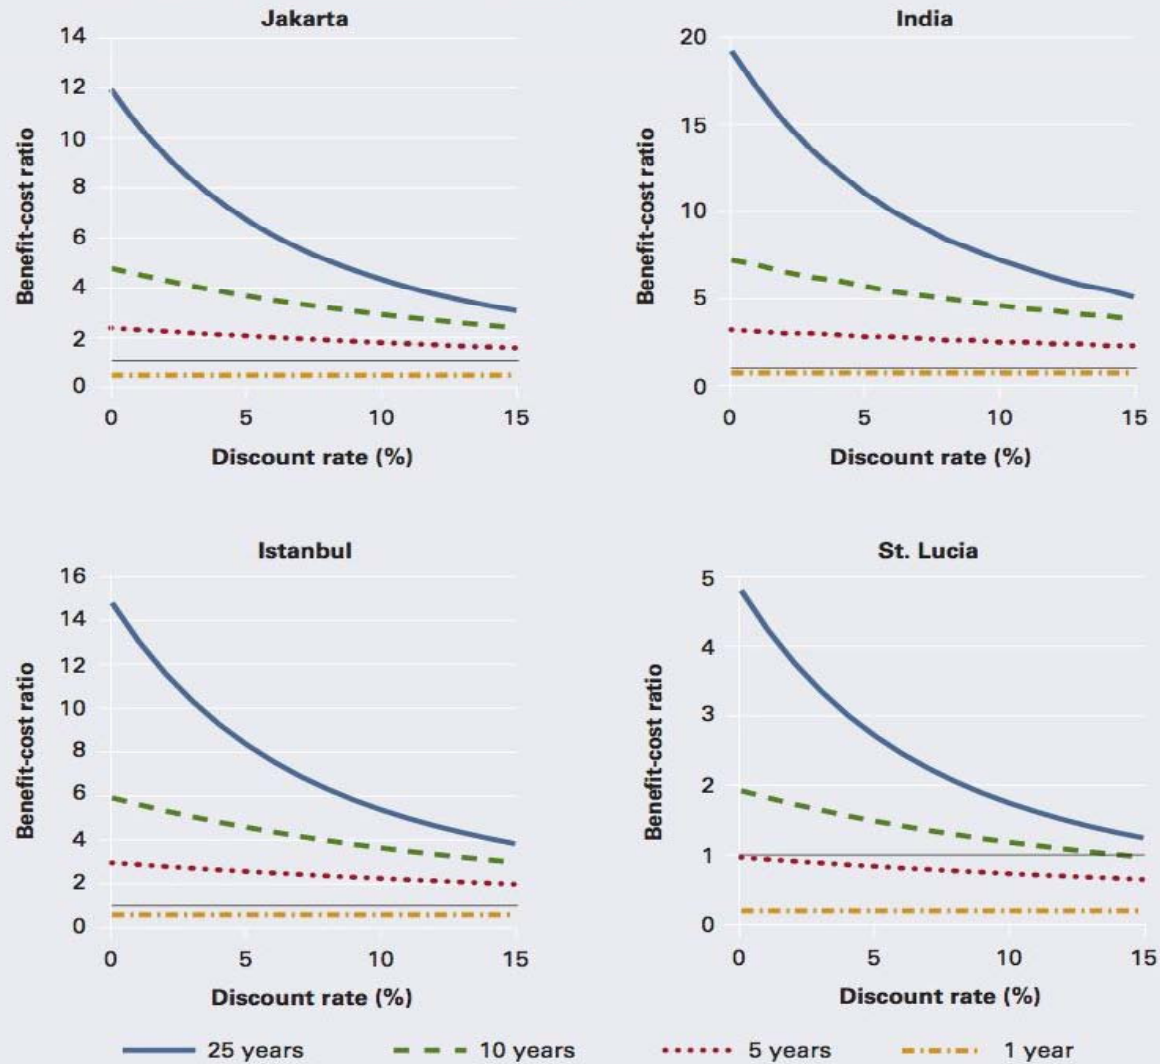 Jakarta
14
12
10
8
6
4
2
0
Benefit-cost ratio
0 5 10 15
Discount rate (%)
India
20
15
10
5
0
Benefit-cost ratio
0 5 10 15
Discount rate (%)
Istanbul
16
14
12
10
8
6
4
2
0
Benefit-cost ratio
0 5 10 15
Discount rate (%)
St. Lucia
5
4
3
2
1
0
Benefit-cost ratio
0 5 10 15
Discount rate (%)
25 years 10 years 5 years 1 year